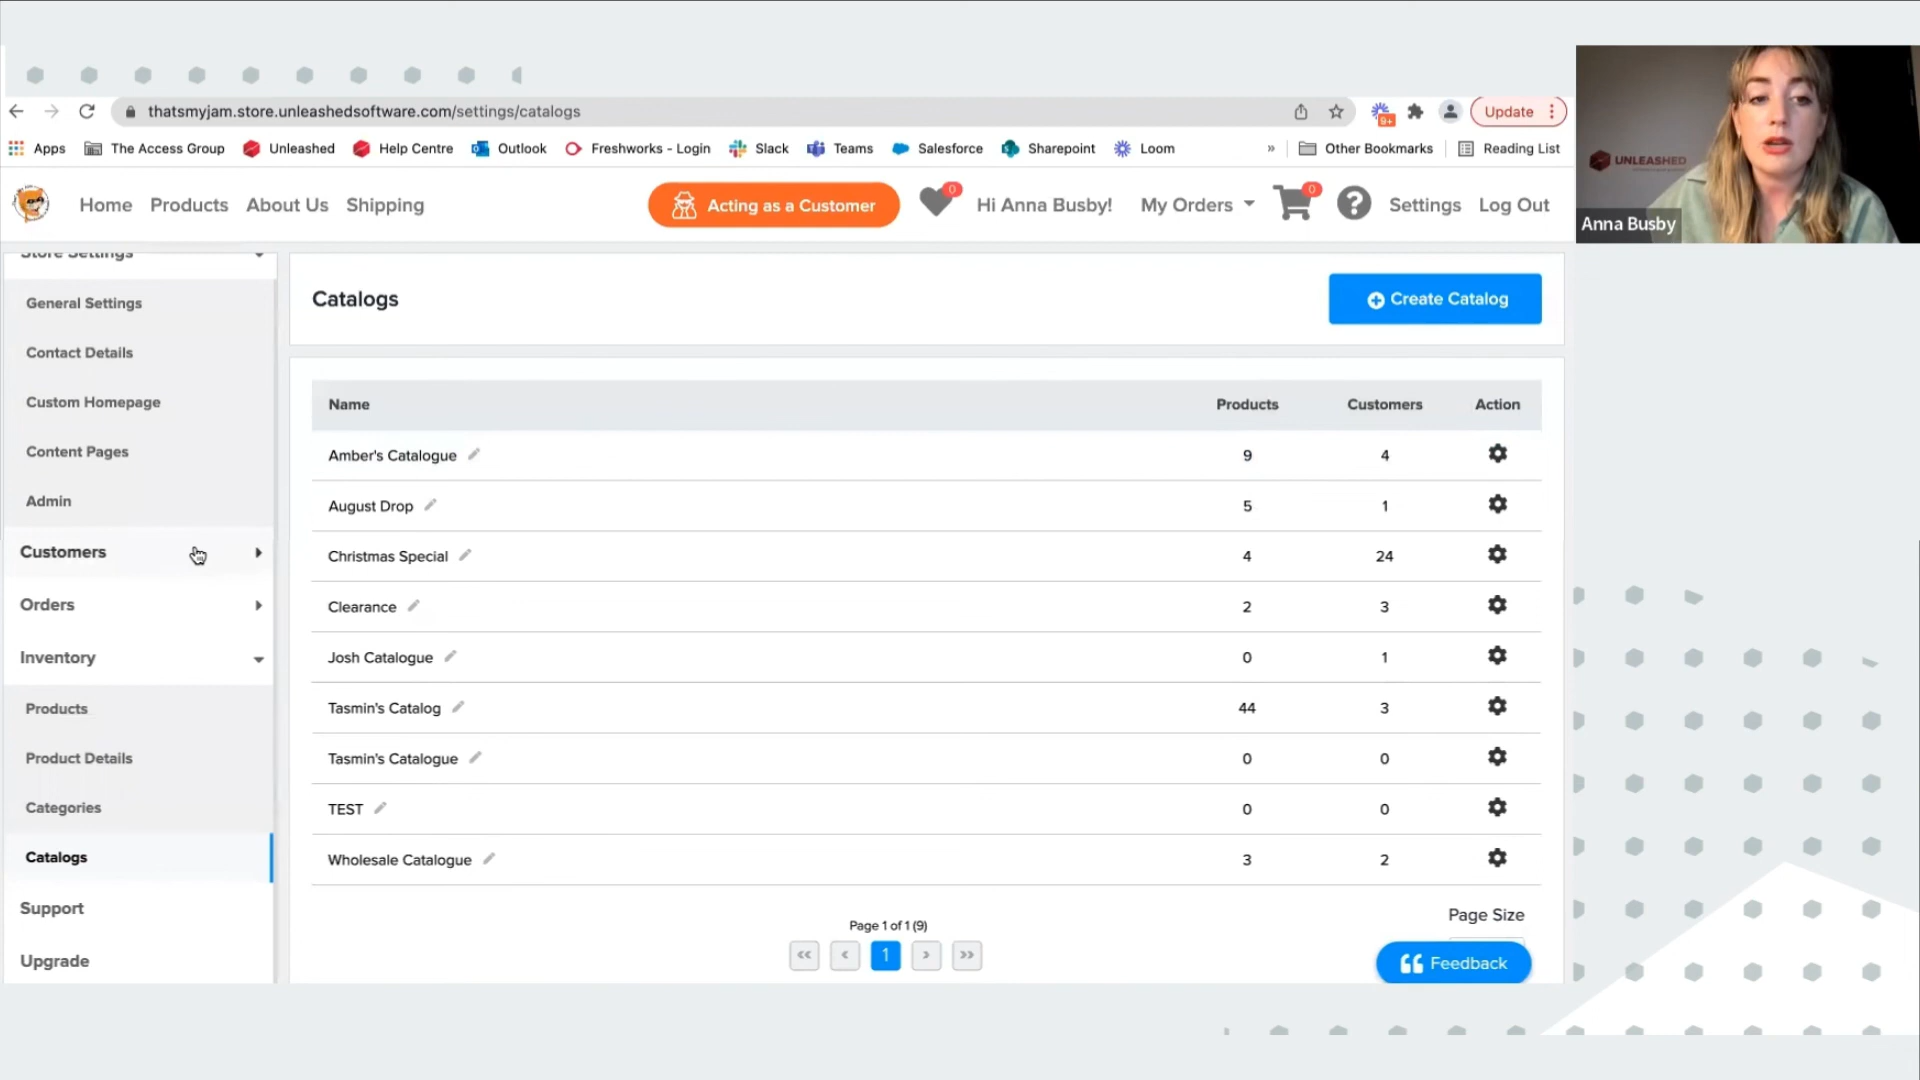 thatsmyjam.store.unleashedsoftware.com/settings/catalogs
9+
Update
Apps The Access Group Unleashed Help Centre Outlook Freshworks - Login Slack Teams Salesforce Sharepoint Loom » Other Bookmarks Reading List
Home Products About Us Shipping Acting as a Customer 0 Hi Anna Busby! My Orders 0 Settings Log Out
UNLEASHED
Anna Busby
Store Settings
General Settings
Contact Details
Custom Homepage
Content Pages
Admin
Customers
Orders
Inventory
Products
Product Details
Categories
Catalogs
Support
Upgrade
Catalogs
Create Catalog
Name Products Customers Action
Amber's Catalogue 9 4
August Drop 5 1
Christmas Special 4 24
Clearance 2 3
Josh Catalogue 0 1
Tasmin's Catalog 44 3
Tasmin's Catalogue 0 0
TEST 0 0
Wholesale Catalogue 3 2
Page 1 of 1 (9)
« ‹ 1 › »
Page Size
Feedback